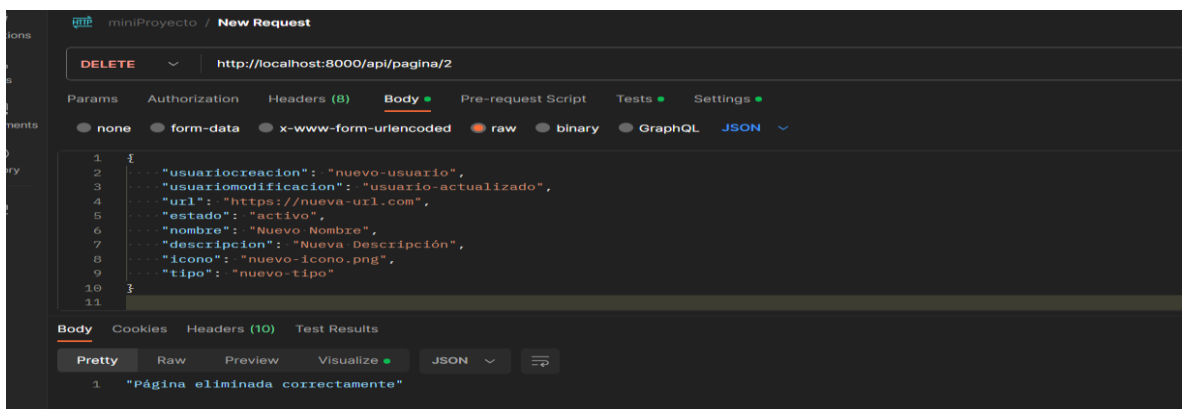 HTTP miniProyecto / New Request
ions
DELETE http://localhost:8000/api/pagina/2
s
Params Authorization Headers (8) Body Pre-request Script Tests Settings
ments
none form-data x-www-form-urlencoded raw binary GraphQL JSON
1 {
ry
2 "usuariocreacion": "nuevo-usuario",
3 "usuariomodificacion": "usuario-actualizado",
4 "url": "https://nueva-url.com",
5 "estado": "activo",
6 "nombre": "Nuevo Nombre",
7 "descripcion": "Nueva Descripción",
8 "icono": "nuevo-icono.png",
9 "tipo": "nuevo-tipo"
10 }
11
Body Cookies Headers (10) Test Results
Pretty Raw Preview Visualize JSON
1 "Página eliminada correctamente"